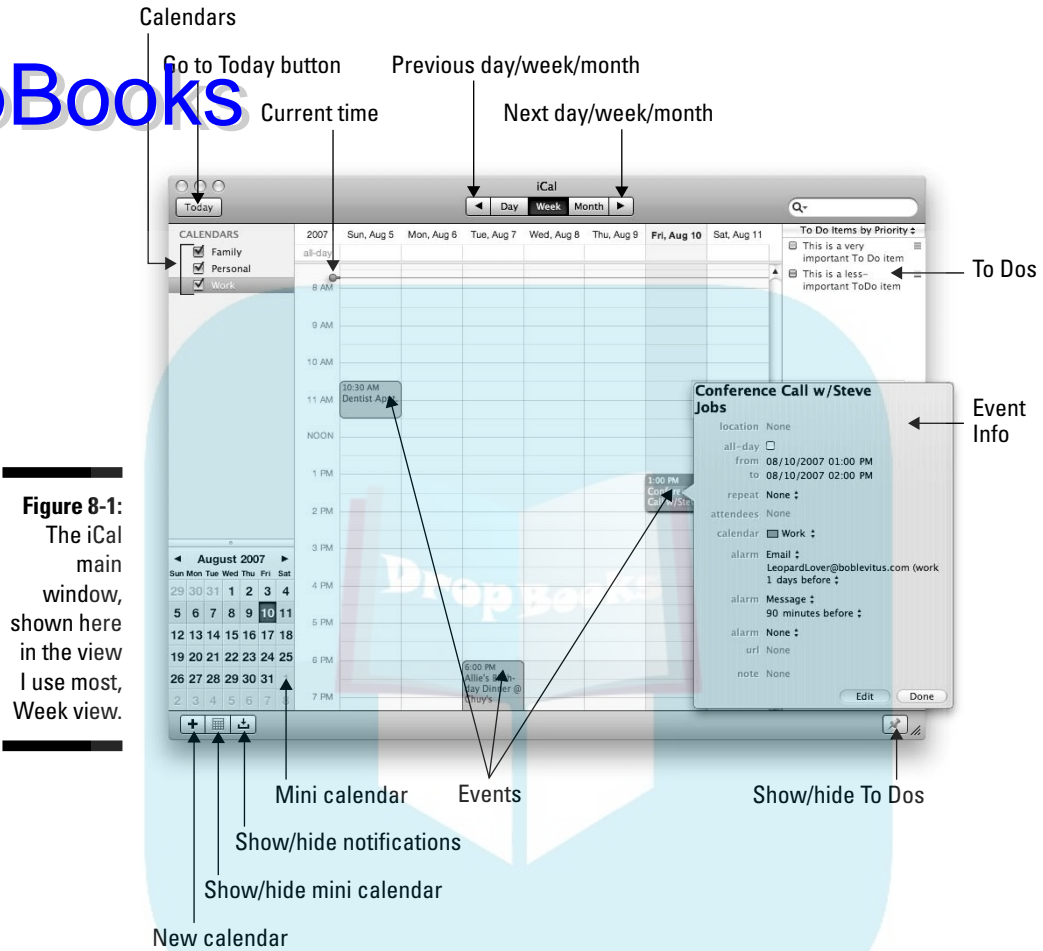 Calendars
Go to Today button
Previous day/week/month
pBooks
Current time
Next day/week/month
iCal
Today
Day
Week
Month
CALENDARS
Family
Personal
Work
2007
Sun, Aug 5
Mon, Aug 6
Tue, Aug 7
Wed, Aug 8
Thu, Aug 9
Fri, Aug 10
Sat, Aug 11
all-day
8 AM
9 AM
10 AM
11 AM
NOON
1 PM
2 PM
3 PM
4 PM
5 PM
6 PM
7 PM
10:30 AM
Dentist Appt
1:00 PM
Call w/Steve
6:00 PM
Allie's Birth-
day Dinner @
Chuy's
To Do Items by Priority
This is a very
important To Do item
This is a less-
important ToDo item
To Dos
Conference Call w/Steve
Jobs
location None
all-day
from 08/10/2007 01:00 PM
to 08/10/2007 02:00 PM
repeat None
attendees None
calendar Work
alarm Email
LeopardLover@boblevitus.com (work
1 days before
alarm Message
90 minutes before
alarm None
url None
note None
Edit
Done
Event
Info
Figure 8-1:
The iCal
main
window,
shown here
in the view
I use most,
Week view.
August 2007
Sun Mon Tue Wed Thu Fri Sat
29 30 31 1 2 3 4
5 6 7 8 9 10 11
12 13 14 15 16 17 18
19 20 21 22 23 24 25
26 27 28 29 30 31 1
2 3 4 5 6 7 8
DropBooks
Mini calendar
Events
Show/hide To Dos
Show/hide notifications
Show/hide mini calendar
New calendar